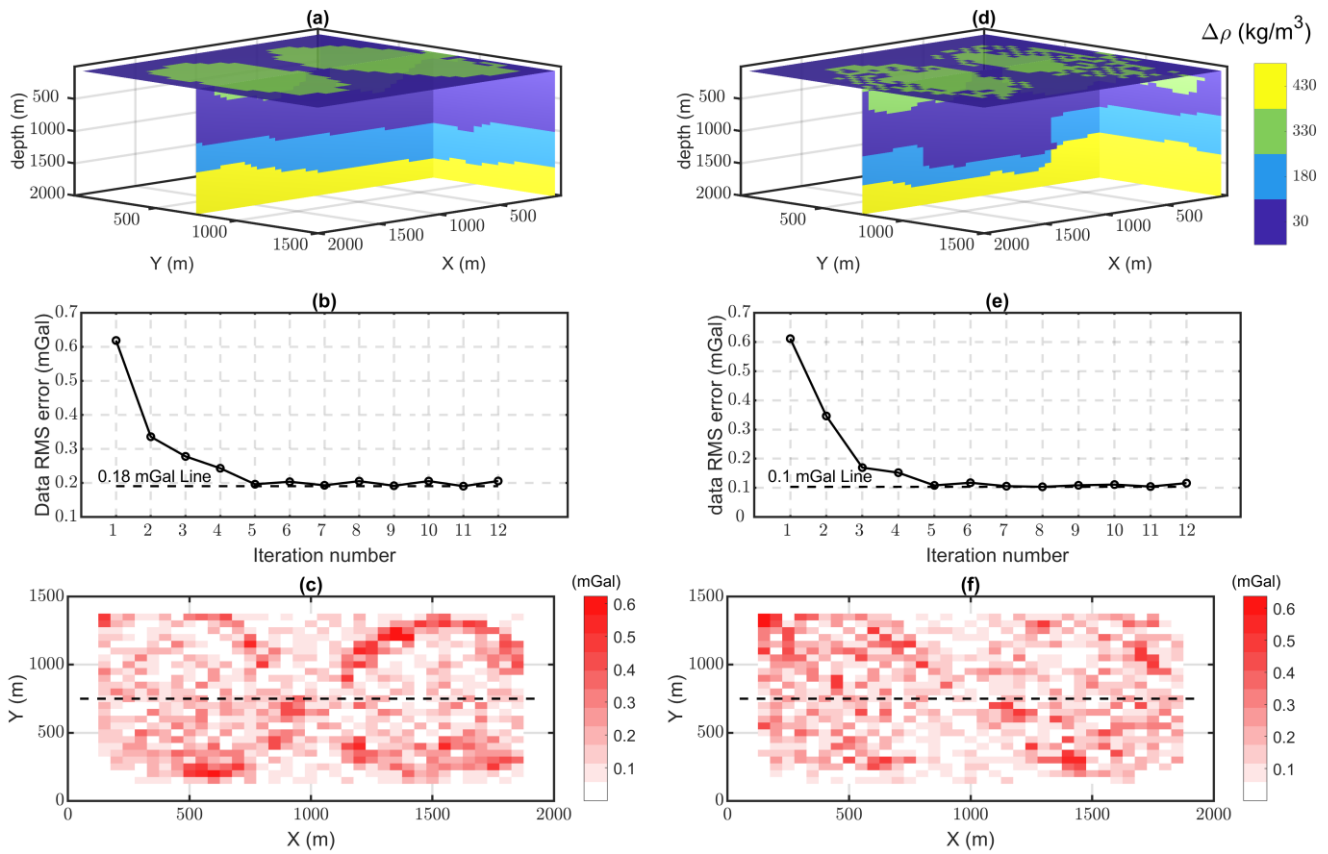 (a)
depth (m)
500
1000
1500
2000
500
1000
1500
Y (m)
2000
1500
1000
500
X (m)
(d)
depth (m)
500
1000
1500
2000
500
1000
1500
Y (m)
2000
1500
1000
500
X (m)
Δρ (kg/m³)
430
330
180
30
(b)
Data RMS error (mGal)
0.7
0.6
0.5
0.4
0.3
0.2
0.1
0.18 mGal Line
1 2 3 4 5 6 7 8 9 10 11 12
Iteration number
(e)
data RMS error (mGal)
0.7
0.6
0.5
0.4
0.3
0.2
0.1
0
0.1 mGal Line
1 2 3 4 5 6 7 8 9 10 11 12
Iteration number
(c)
Y (m)
1500
1000
500
0
0 500 1000 1500 2000
X (m)
(mGal)
0.6
0.5
0.4
0.3
0.2
0.1
(f)
Y (m)
1500
1000
500
0
0 500 1000 1500 2000
X (m)
(mGal)
0.6
0.5
0.4
0.3
0.2
0.1